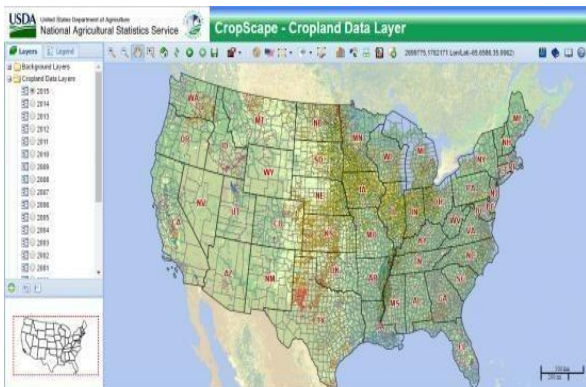 USDA United States Department of Agriculture
National Agricultural Statistics Service
CropScape - Cropland Data Layer
Layers Legend
Background Layers
Cropland Data Layers
2015
2014
2013
2012
2011
2010
2009
2008
2007
2006
2005
2004
2003
2002
2001
WA
MT
ND
MN
ME
OR
ID
SD
WI
MI
NY
NH
WY
IA
NE
PA
NV
UT
CO
IL
IN
OH
NJ
CA
KS
MO
KY
WV
VA
AZ
NM
OK
AR
TN
NC
SC
TX
MS
AL
GA
LA
FL